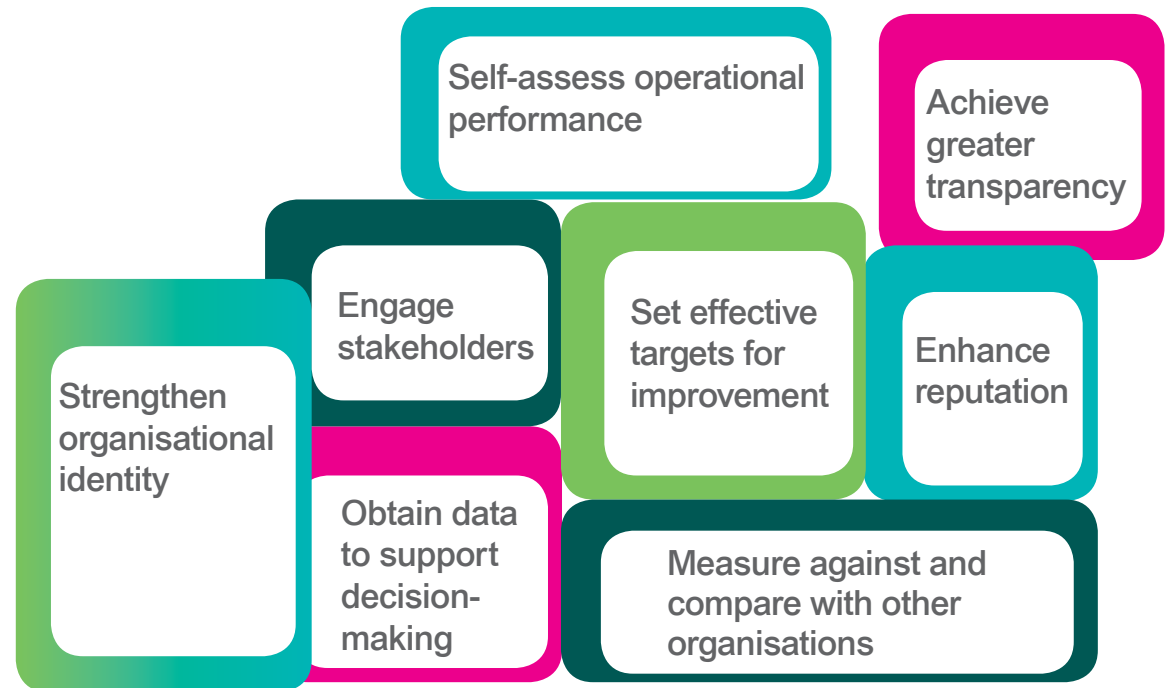 Self-assess operational
performance
Achieve
greater
transparency
Engage
stakeholders
Set effective
targets for
improvement
Enhance
reputation
Strengthen
organisational
identity
Obtain data
to support
decision-
making
Measure against and
compare with other
organisations